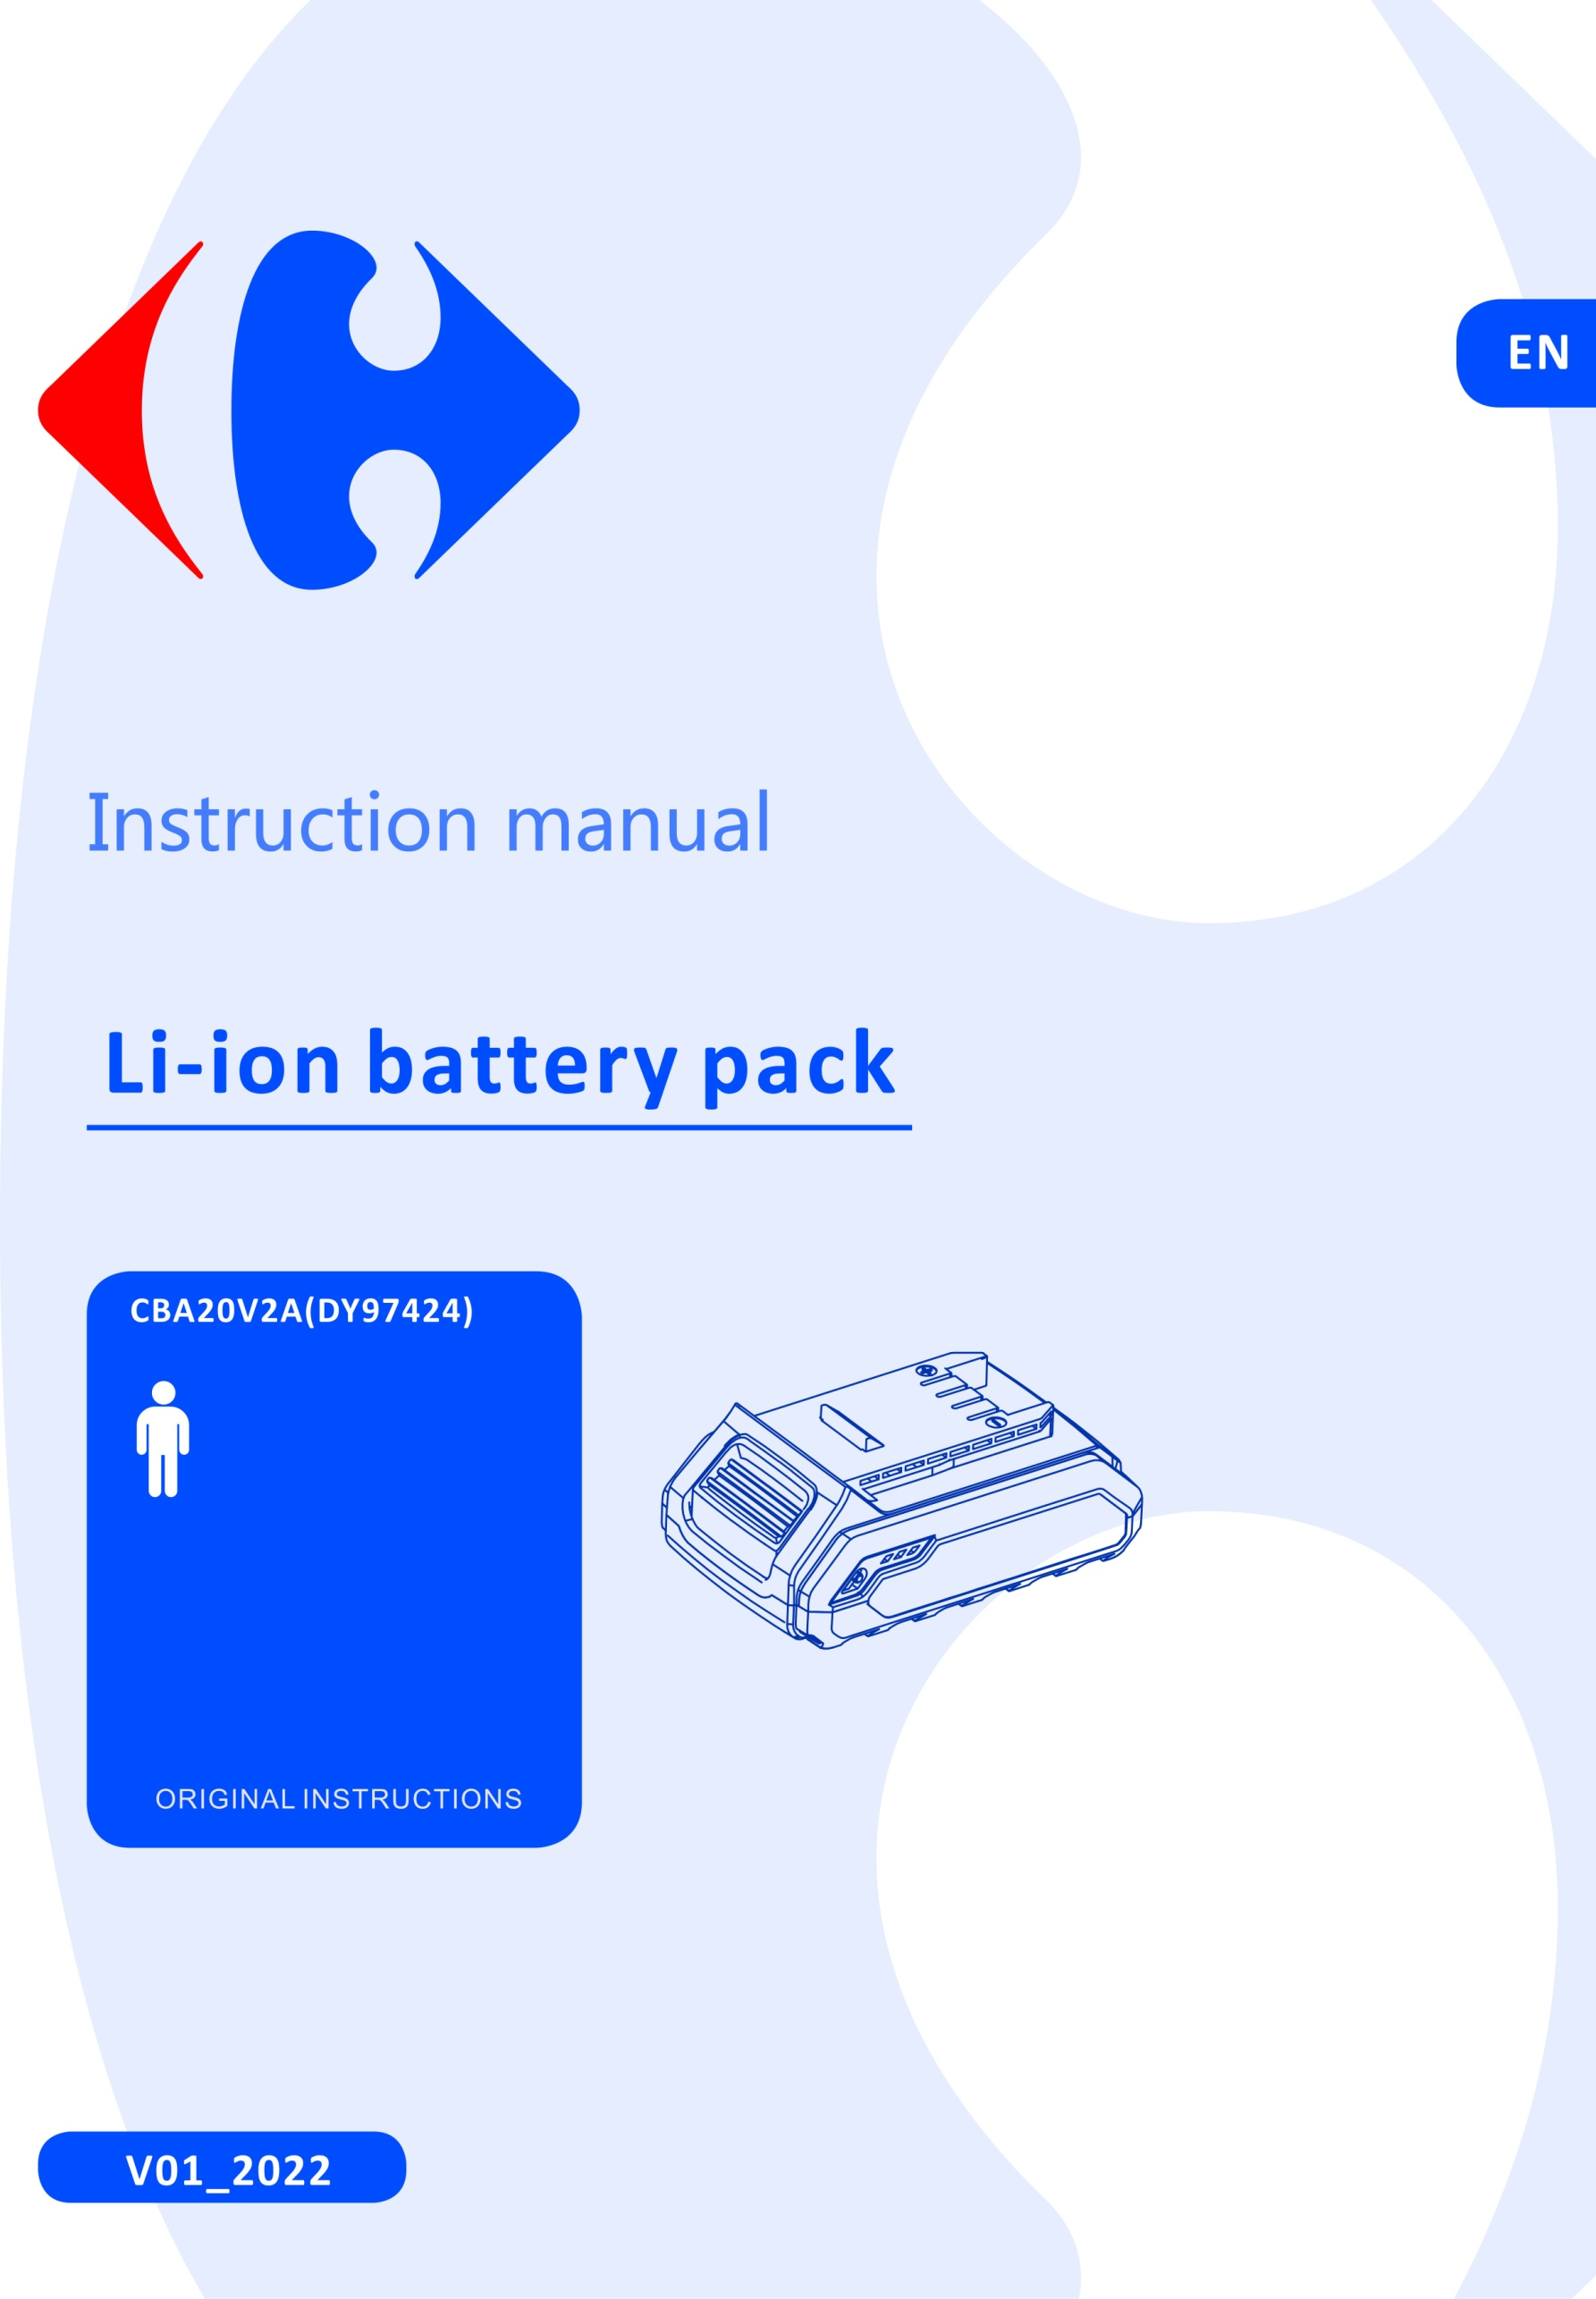 EN
Instruction manual
Li-ion battery pack
CBA20V2A(DY97424)
ORIGINAL INSTRUCTIONS
V01_2022